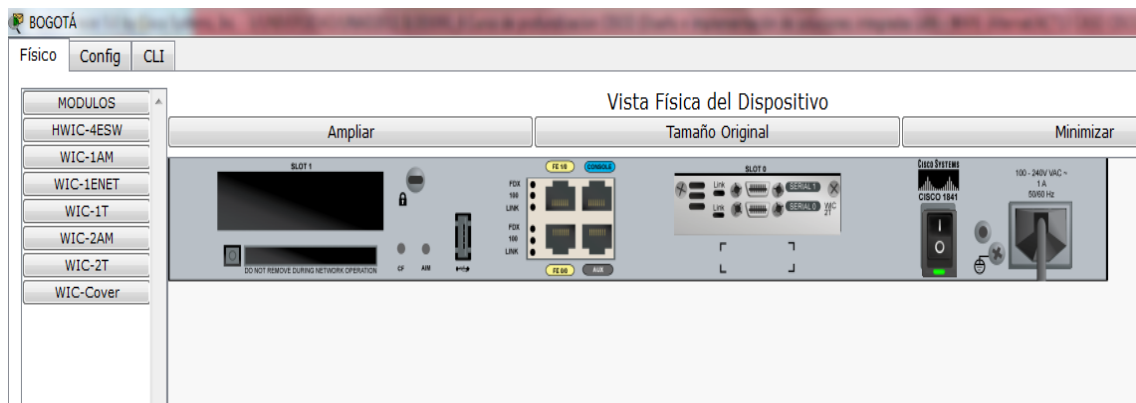 BOGOTÁ
Físico Config CLI
MODULOS
HWIC-4ESW
WIC-1AM
WIC-1ENET
WIC-1T
WIC-2AM
WIC-2T
WIC-Cover
Vista Física del Dispositivo
Ampliar Tamaño Original Minimizar
SLOT 1
DO NOT REMOVE DURING NETWORK OPERATION
CF AIM
FDX
100
LINK
FDX
100
LINK
CONSOLE
FE 0/0 AUX
SLOT 0
Link SERIAL 1
Link SERIAL 0 WIC
2T
CISCO SYSTEMS
CISCO 1841
I
O
100 - 240V VAC ~
1 A
50/60 Hz